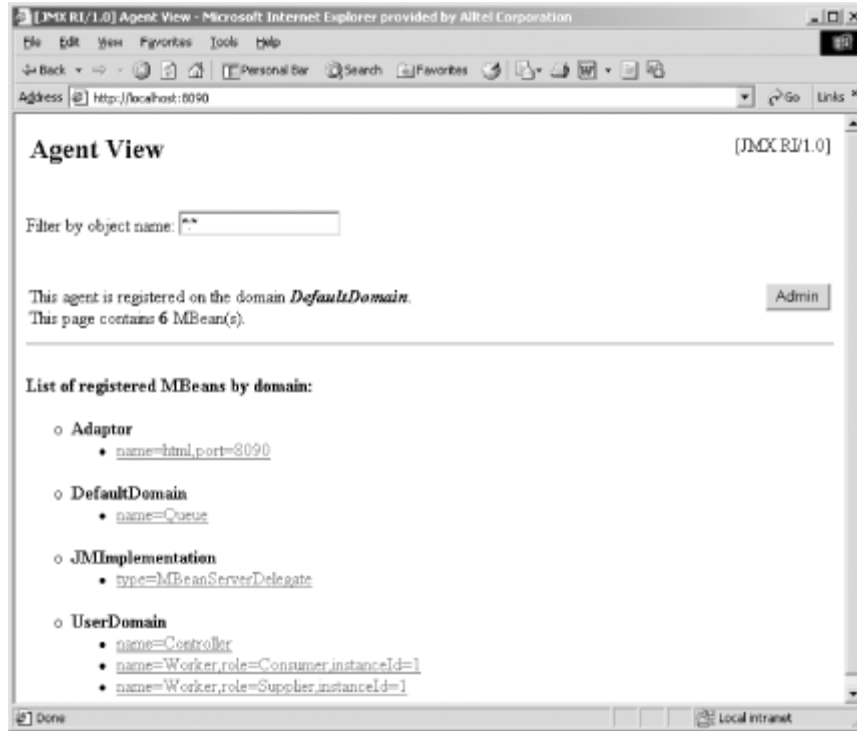 [JMX RI/1.0] Agent View - Microsoft Internet Explorer provided by Alltel Corporation
File Edit View Favorites Tools Help
Back Personal Bar Search Favorites
Address http://localhost:8090 Go Links »
Agent View [JMX RI/1.0]
Filter by object name: *:*
This agent is registered on the domain DefaultDomain. Admin
This page contains 6 MBean(s).
List of registered MBeans by domain:
Adaptor
name=html,port=8090
DefaultDomain
name=Queue
JMImplementation
type=MBeanServerDelegate
UserDomain
name=Controller
name=Worker,role=Consumer,instanceId=1
name=Worker,role=Supplier,instanceId=1
Done Local intranet